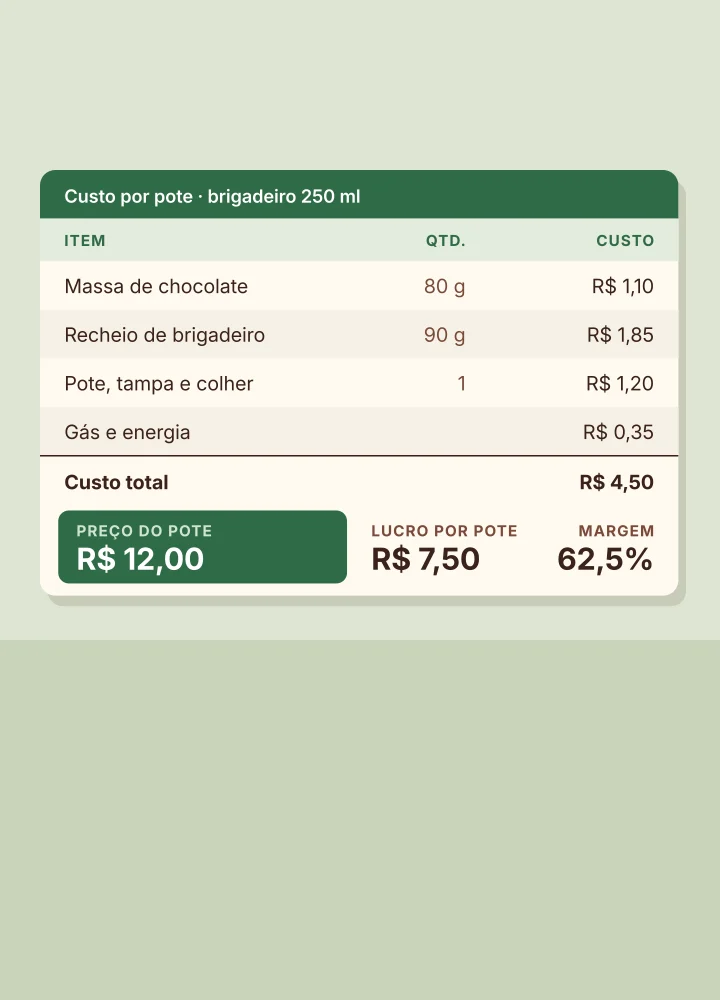 Custo por pote · brigadeiro 250 ml
ITEM QTD. CUSTO
Massa de chocolate 80 g R$ 1,10
Recheio de brigadeiro 90 g R$ 1,85
Pote, tampa e colher 1 R$ 1,20
Gás e energia R$ 0,35
Custo total R$ 4,50
PREÇO DO POTE LUCRO POR POTE MARGEM
R$ 12,00 R$ 7,50 62,5%